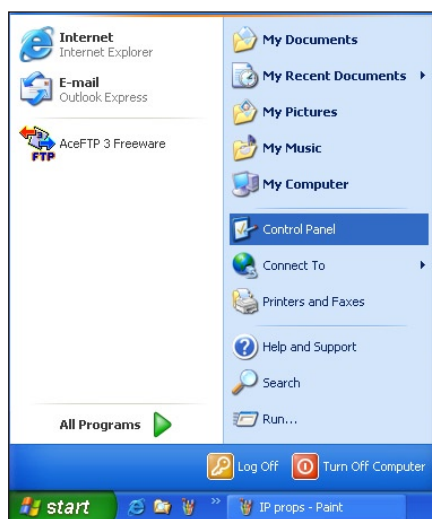 Internet
Internet Explorer
E-mail
Outlook Express
FTP
AceFTP 3 Freeware
All Programs
My Documents
My Recent Documents
My Pictures
My Music
My Computer
Control Panel
Connect To
Printers and Faxes
Help and Support
Search
Run...
Log Off
Turn Off Computer
start
IP props - Paint